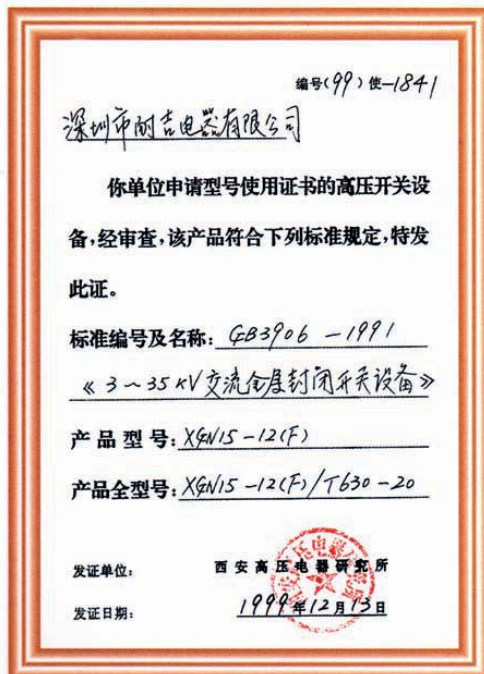 编号(99)使-1841
深圳市耐吉电器有限公司
你单位申请型号使用证书的高压开关设
备,经审查,该产品符合下列标准规定,特发
此证。
标准编号及名称: GB3906-1991
《3~35kV交流金属封闭开关设备》
产品型号: XGN15-12(F)
产品全型号: XGN15-12(F)/T630-20
发证单位: 西安高压电器研究所
发证日期: 1999年12月13日